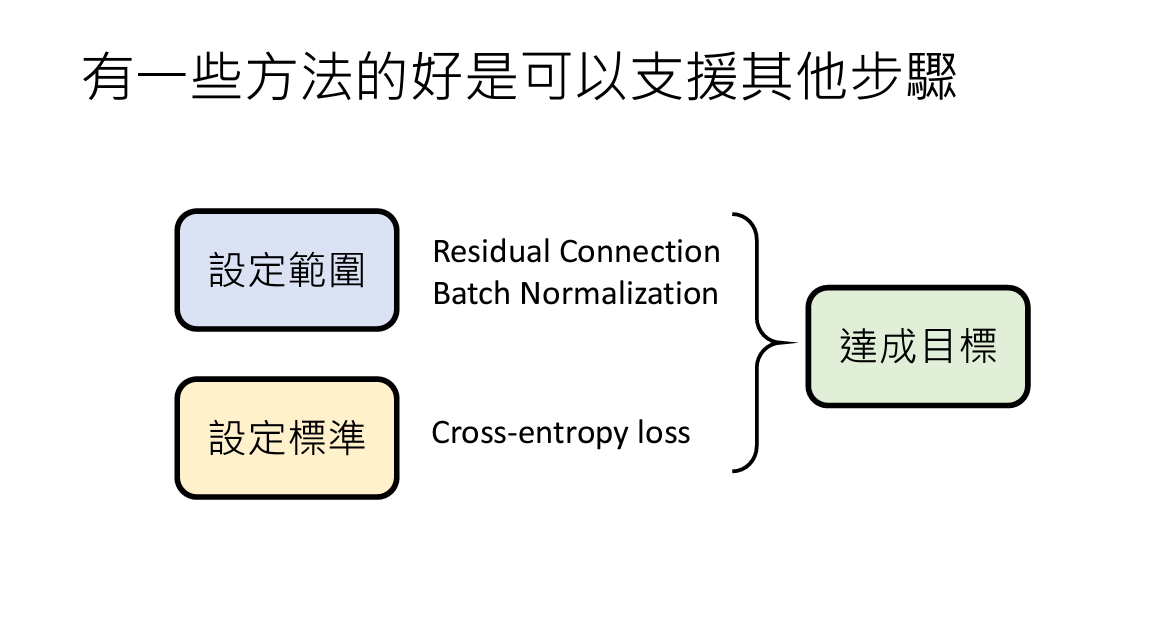 有一些方法的好是可以支援其他步驟
設定範圍
Residual Connection
Batch Normalization
達成目標
設定標準
Cross-entropy loss